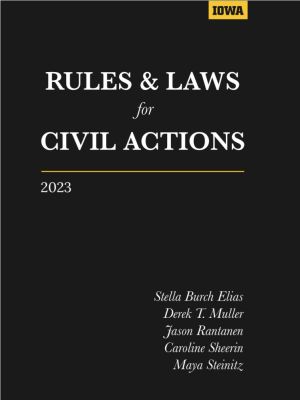 IOWA
RULES & LAWS
for
CIVIL ACTIONS
2023
Stella Burch Elias
Derek T. Muller
Jason Rantanen
Caroline Sheerin
Maya Steinitz